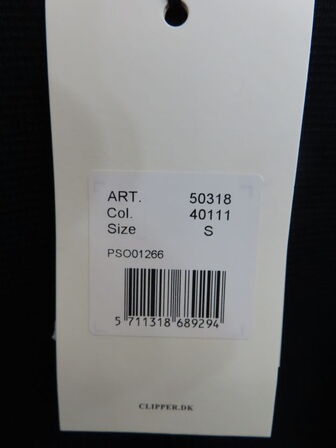 ART. 50318
Col. 40111
Size S
PSO01266
5 711318 689294
CLIPPER.DK